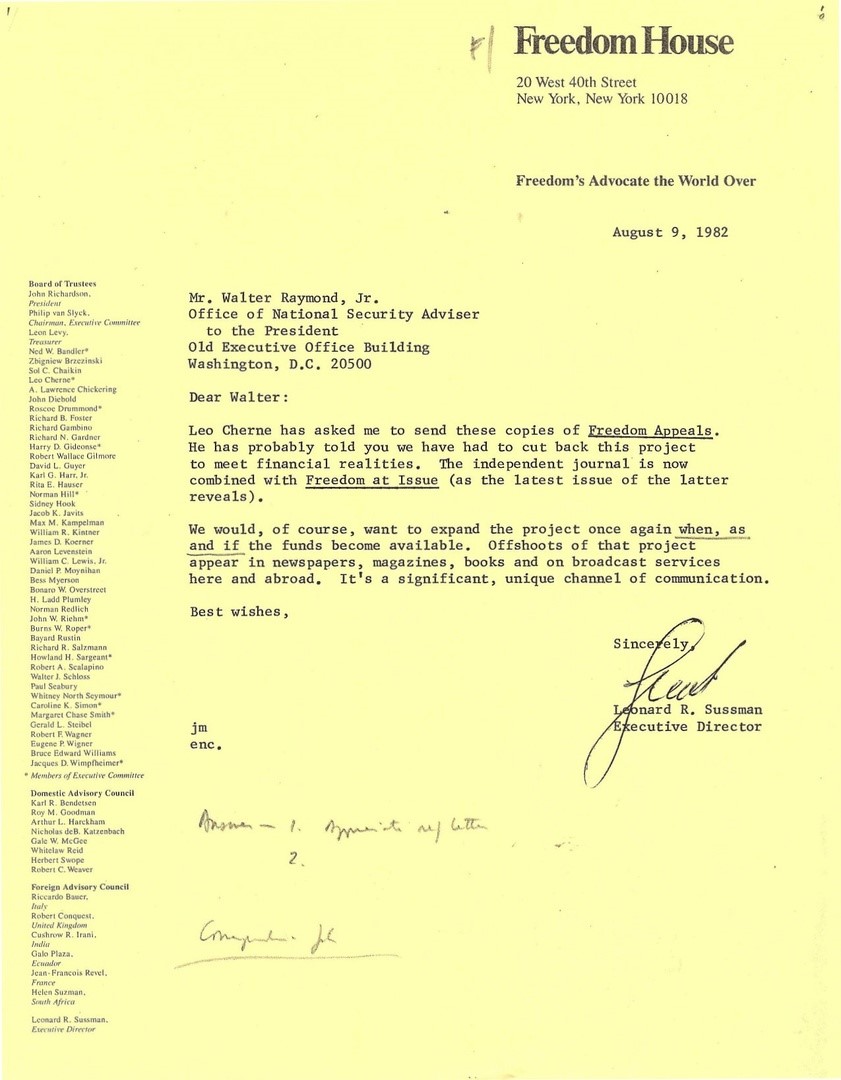 Freedom House
20 West 40th Street
New York, New York 10018
Freedom's Advocate the World Over
August 9, 1982
Mr. Walter Raymond, Jr.
Office of National Security Adviser
to the President
Old Executive Office Building
Washington, D.C. 20500
Dear Walter:
Leo Cherne has asked me to send these copies of Freedom Appeals.
He has probably told you we have had to cut back this project
to meet financial realities. The independent journal is now
combined with Freedom at Issue (as the latest issue of the latter
reveals).
We would, of course, want to expand the project once again when, as
and if the funds become available. Offshoots of that project
appear in newspapers, magazines, books and on broadcast services
here and abroad. It's a significant, unique channel of communication.
Best wishes,
Sincerely,
Leonard R. Sussman
Executive Director
jm
enc.
Answer — 1. Appreciate letter
2.
Board of Trustees
John Richardson,
President
Philip van Slyck,
Chairman, Executive Committee
Leon Levy,
Treasurer
Ned W. Bandler*
Zbigniew Brzezinski
Sol C. Chaikin
Leo Cherne*
A. Lawrence Chickering
John Diebold
Roscoe Drummond*
Richard B. Foster
Richard Gambino
Richard N. Gardner
Harry D. Gideonse*
Robert Wallace Gilmore
David L. Guyer
Karl G. Harr, Jr.
Rita E. Hauser
Norman Hill*
Sidney Hook
Jacob K. Javits
Max M. Kampelman
William R. Kintner
James D. Koerner
Aaron Levenstein
William C. Lewis, Jr.
Daniel P. Moynihan
Bess Myerson
Bonaro W. Overstreet
H. Ladd Plumley
Norman Redlich
John W. Riehm*
Burns W. Roper*
Bayard Rustin
Richard R. Salzmann
Howland H. Sargeant*
Robert A. Scalapino
Walter J. Schloss
Paul Seabury
Whitney North Seymour*
Caroline K. Simon*
Margaret Chase Smith*
Gerald L. Steibel
Robert F. Wagner
Eugene P. Wigner
Bruce Edward Williams
Jacques D. Wimpfheimer*
* Members of Executive Committee
Domestic Advisory Council
Karl R. Bendetsen
Roy M. Goodman
Arthur L. Harckham
Nicholas deB. Katzenbach
Gale W. McGee
Whitelaw Reid
Herbert Swope
Robert C. Weaver
Foreign Advisory Council
Riccardo Bauer,
Italy
Robert Conquest,
United Kingdom
Cushrow R. Irani,
India
Galo Plaza,
Ecuador
Jean-Francois Revel,
France
Helen Suzman,
South Africa
Leonard R. Sussman,
Executive Director